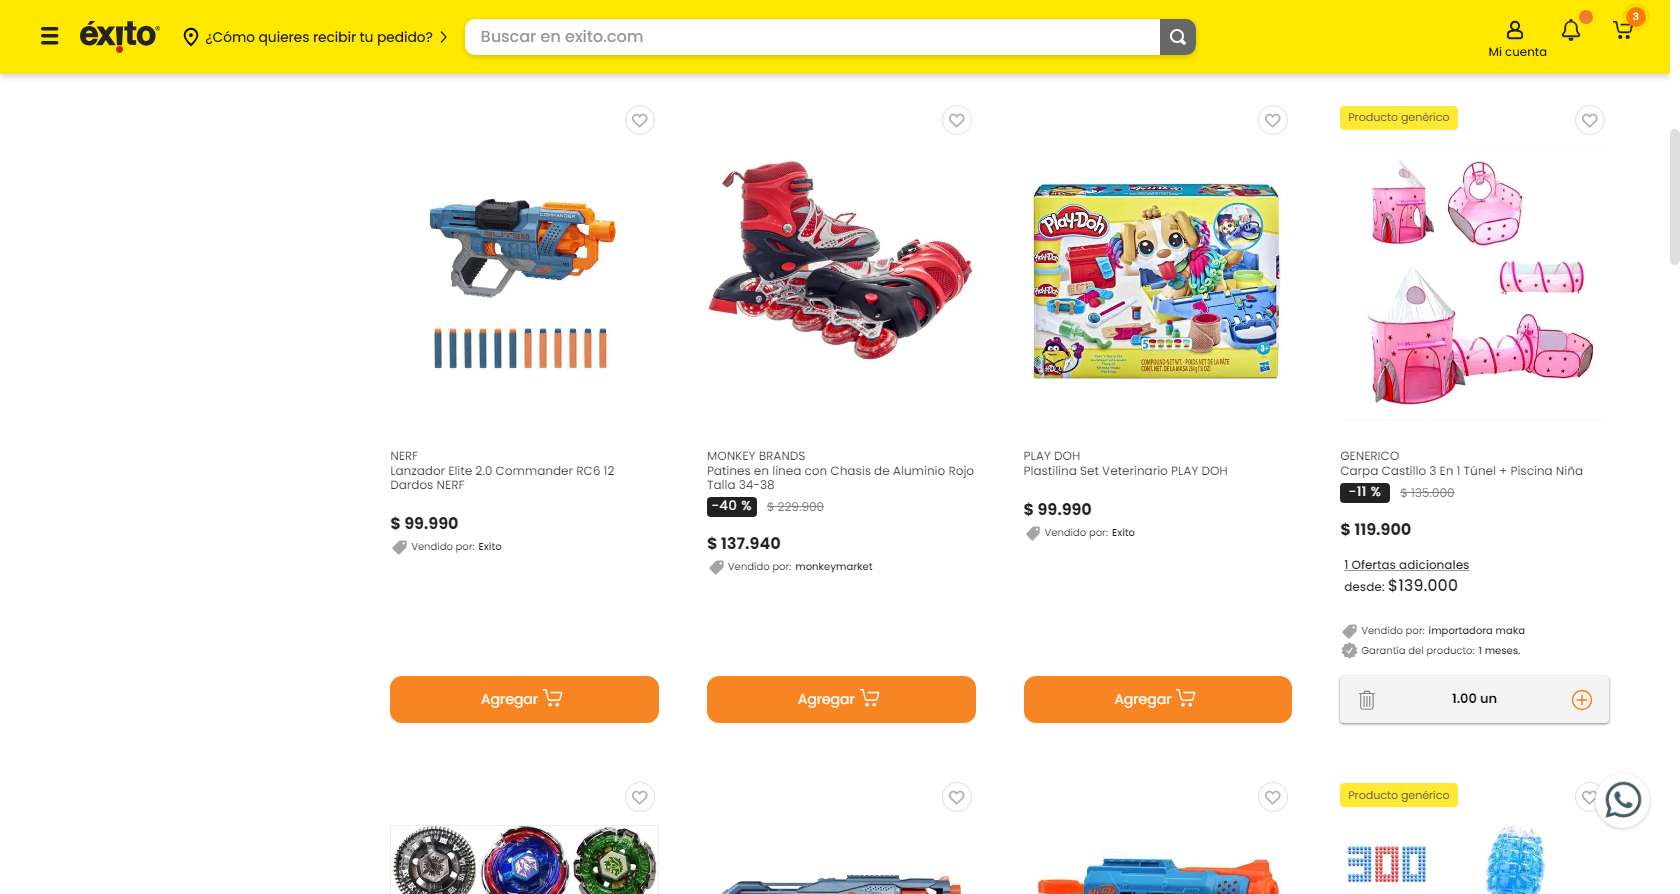 éxito
¿Cómo quieres recibir tu pedido?
Buscar en exito.com
Mi cuenta
3
Producto genérico
COMMANDER
Play-Doh
NERF
Lanzador Elite 2.0 Commander RC6 12
Dardos NERF
$ 99.990
Vendido por: Exito
Agregar
MONKEY BRANDS
Patines en linea con Chasis de Aluminio Rojo
Talla 34-38
-40 %
$ 229.900
$ 137.940
Vendido por: monkeymarket
Agregar
PLAY DOH
Plastilina Set Veterinario PLAY DOH
$ 99.990
Vendido por: Exito
Agregar
GENERICO
Carpa Castillo 3 En 1 Túnel + Piscina Niña
-11 %
$ 135.000
$ 119.900
1 Ofertas adicionales
desde: $139.000
Vendido por: importadora maka
Garantía del producto: 1 meses.
1.00 un
Producto genérico
300